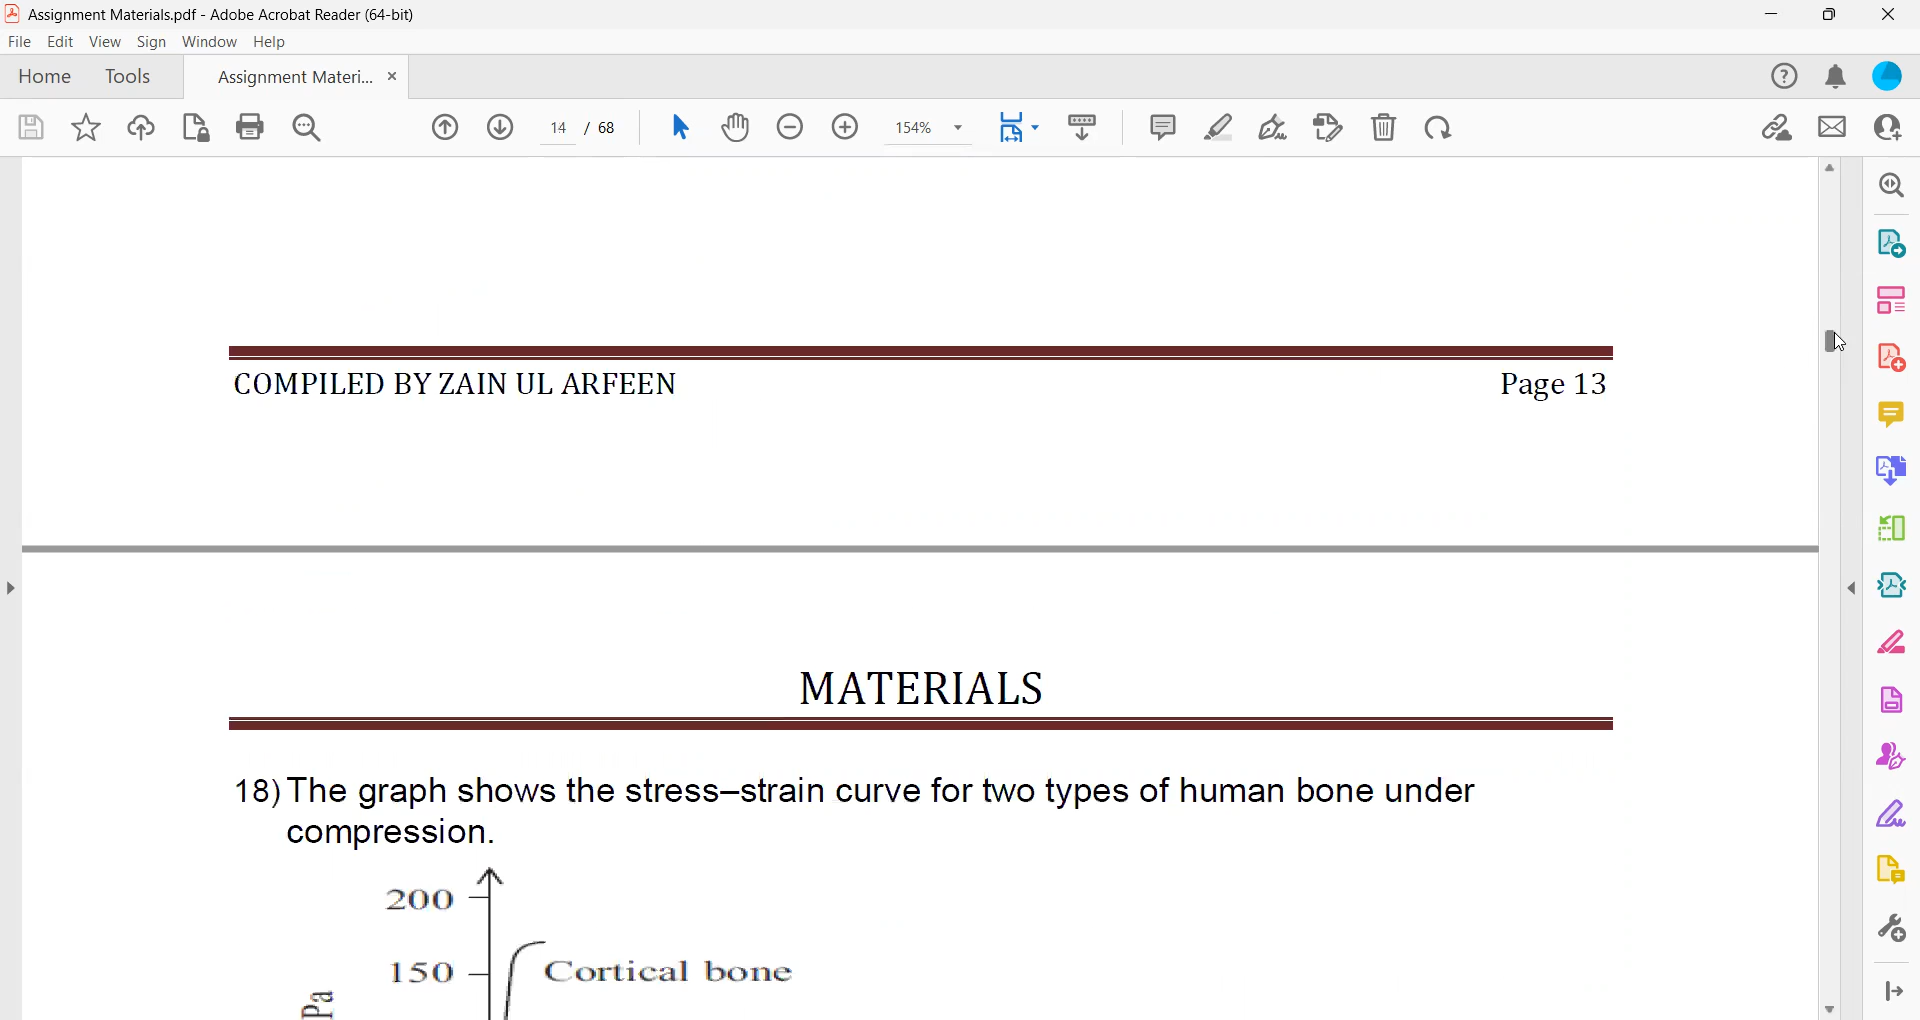 Assignment Materials.pdf - Adobe Acrobat Reader (64-bit)
File Edit View Sign Window Help
Home Tools Assignment Materi... ×
14 / 68 154%
COMPILED BY ZAIN UL ARFEEN Page 13
MATERIALS
18) The graph shows the stress–strain curve for two types of human bone under
compression.
200
150 Cortical bone
Pa